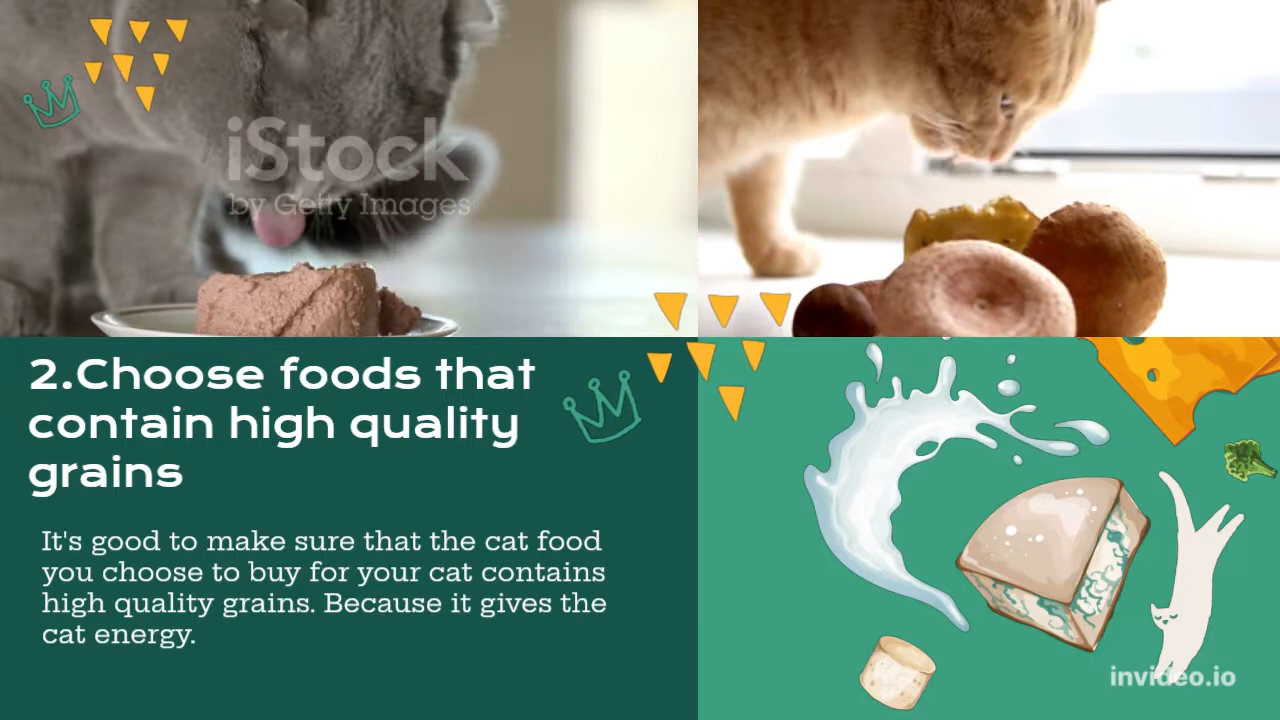 iStock
by Getty Images
2.Choose foods that
contain high quality
grains
It's good to make sure that the cat food
you choose to buy for your cat contains
high quality grains. Because it gives the
cat energy.
invideo.io